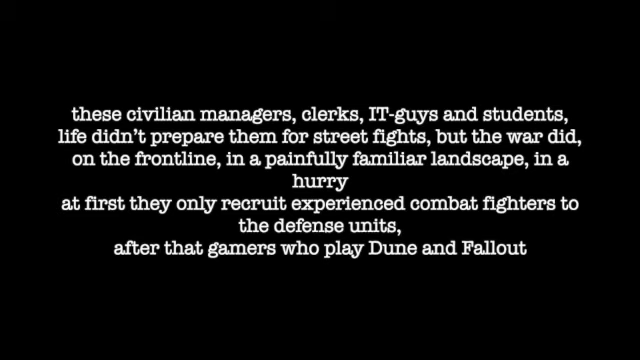 these civilian managers, clerks, IT-guys and students,
life didn't prepare them for street fights, but the war did,
on the frontline, in a painfully familiar landscape, in a
hurry
at first they only recruit experienced combat fighters to
the defense units,
after that gamers who play Dune and Fallout